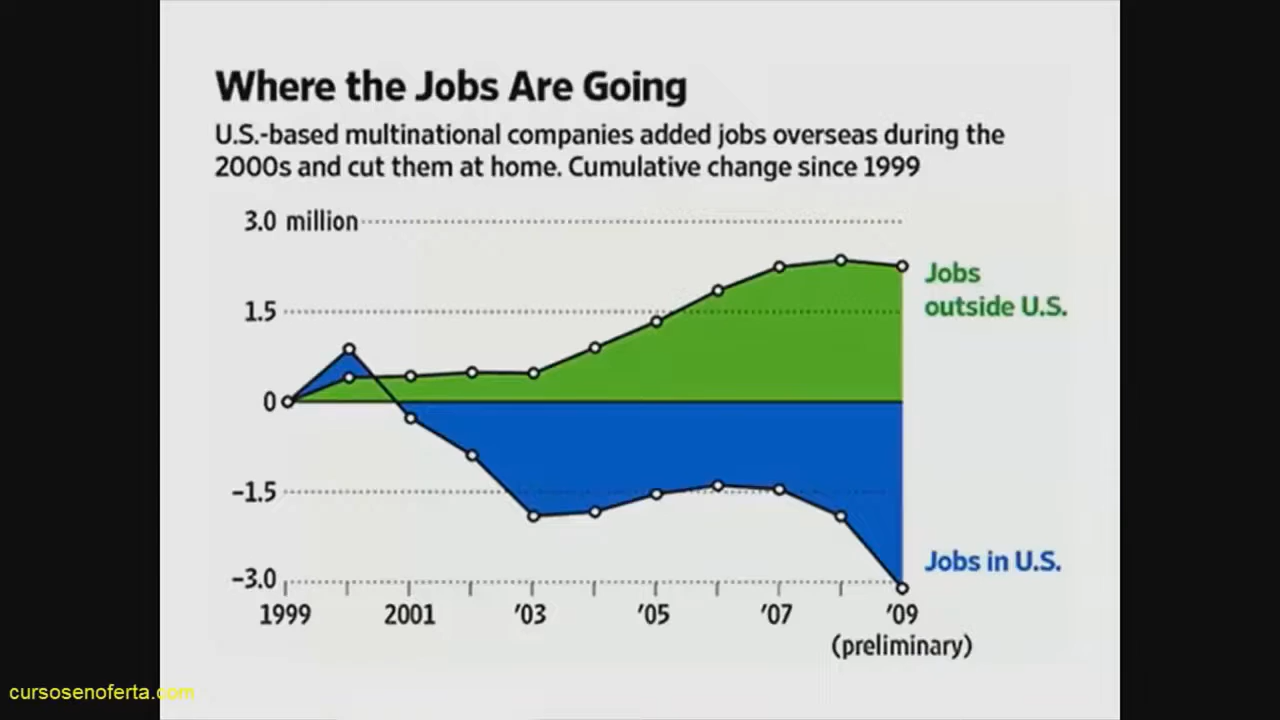 Where the Jobs Are Going
U.S.-based multinational companies added jobs overseas during the
2000s and cut them at home. Cumulative change since 1999
3.0 million
1.5
0
–1.5
–3.0
Jobs
outside U.S.
Jobs in U.S.
1999 2001 '03 '05 '07 '09
(preliminary)
cursosenoferta.com